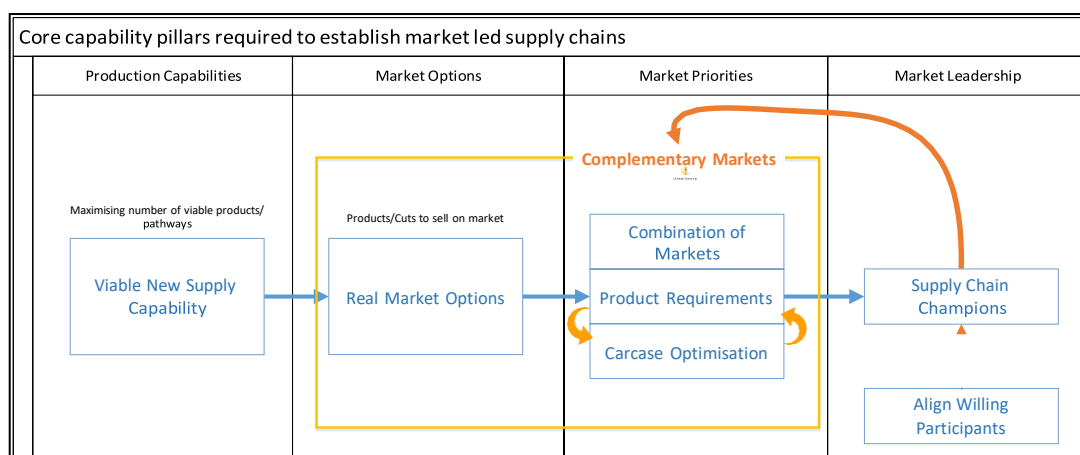 Core capability pillars required to establish market led supply chains
Production Capabilities
Market Options
Market Priorities
Market Leadership
Complementary Markets
Maximising number of viable products/
pathways
Products/Cuts to sell on market
Viable New Supply
Capability
Real Market Options
Combination of
Markets
Product Requirements
Carcase Optimisation
Supply Chain
Champions
Align Willing
Participants